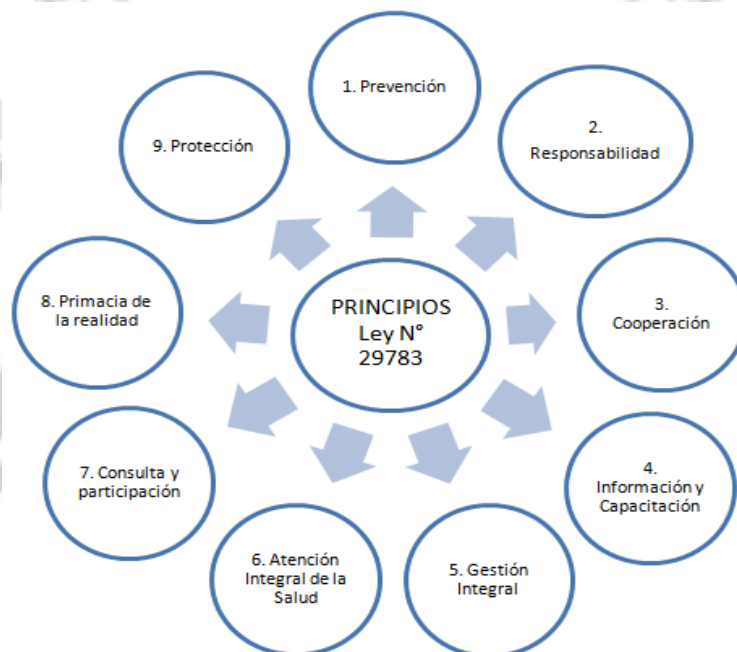 PRINCIPIOS
Ley N°
29783
1. Prevención
2.
Responsabilidad
3.
Cooperación
4.
Información y
Capacitación
5. Gestión
Integral
6. Atención
Integral de la
Salud
7. Consulta y
participación
8. Primacia de
la realidad
9. Protección